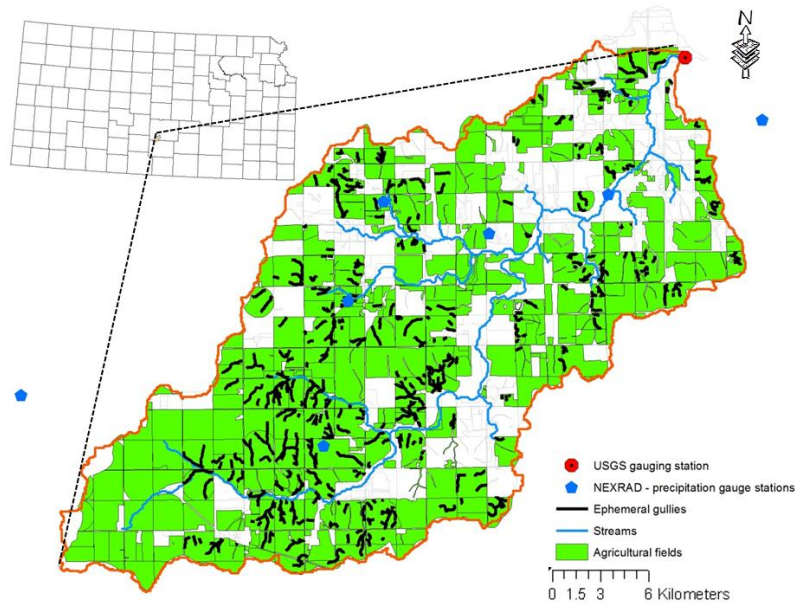 N
USGS gauging station
NEXRAD - precipitation gauge stations
Ephemeral gullies
Streams
Agricultural fields
0 1.5 3 6 Kilometers